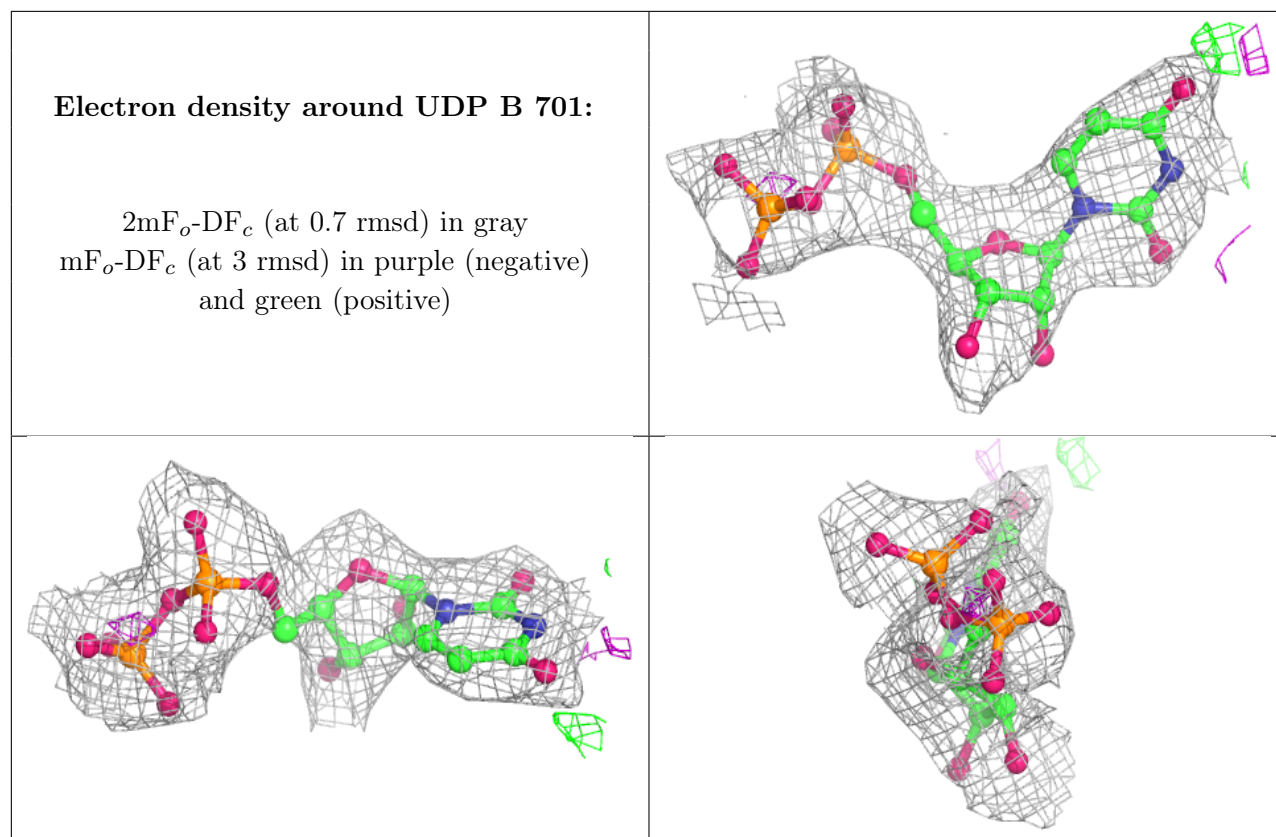 Electron density around UDP B 701:
2mFₒ-DF𝒸 (at 0.7 rmsd) in gray
mFₒ-DF𝒸 (at 3 rmsd) in purple (negative)
and green (positive)